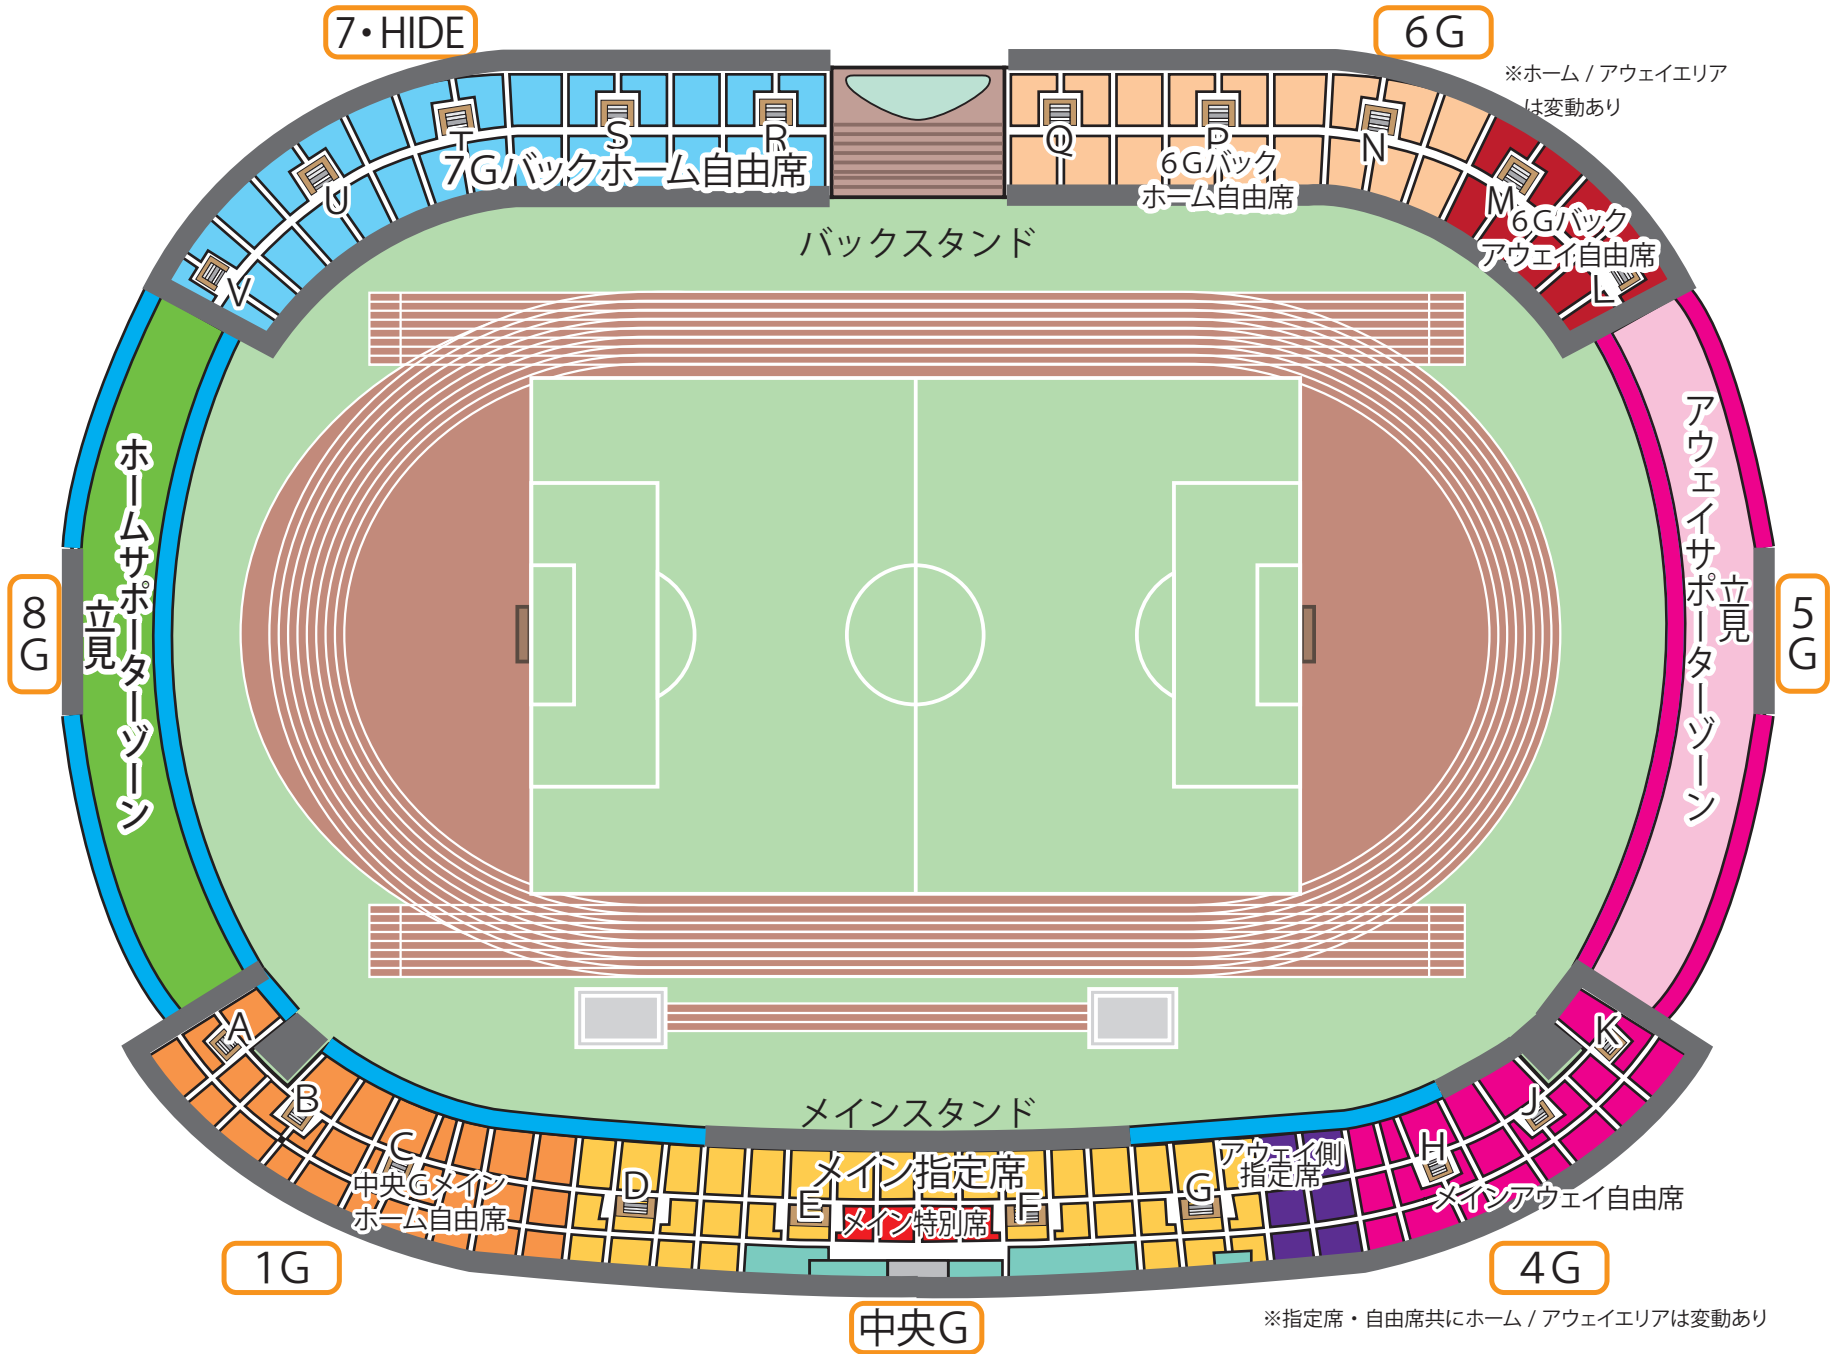 7・HIDE
6G
※ホーム / アウェイエリア
は変動あり
T
S
R
Q
P
N
M
L
U
V
7Gバックホーム自由席
6Gバック
ホーム自由席
6Gバック
アウェイ自由席
バックスタンド
ホームサポーターゾーン
立見
アウェイサポーターゾーン
立見
8G
5G
メインスタンド
A
B
C
D
E
F
G
H
J
K
中央Gメイン
ホーム自由席
メイン指定席
メイン特別席
アウェイ側
指定席
メインアウェイ自由席
1G
4G
中央G
※指定席・自由席共にホーム / アウェイエリアは変動あり